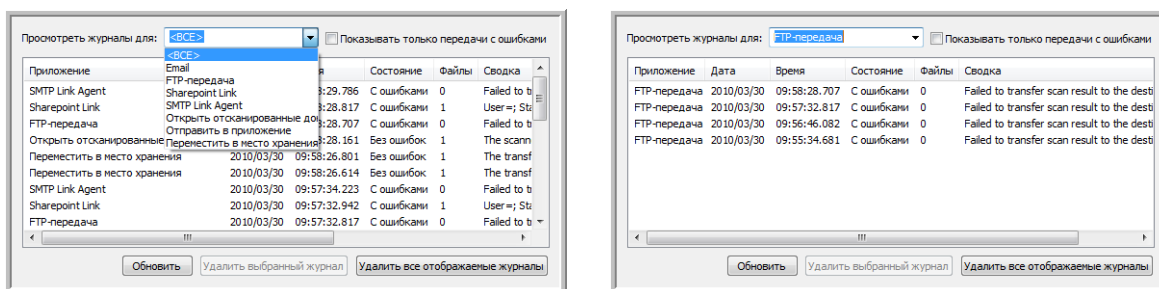 Просмотреть журналы для: <ВСЕ> Показывать только передачи с ошибками
<ВСЕ>
Email
FTP-передача
Sharepoint Link
SMTP Link Agent
Открыть отсканированные
Отправить в приложение
Переместить в место хранения
Приложение Состояние Файлы Сводка
SMTP Link Agent 8:29.786 С ошибками 0 Failed to
Sharepoint Link 8:28.817 С ошибками 1 User=;
FTP-передача 8:28.707 С ошибками 0 Failed to
Открыть отсканированные 8:28.161 Без ошибок 1 The scann
Переместить в место хранения 2010/03/30 09:58:26.801 Без ошибок 1 The transf
Переместить в место хранения 2010/03/30 09:58:26.614 Без ошибок 1 The transf
SMTP Link Agent 2010/03/30 09:57:34.223 С ошибками 0 Failed to
Sharepoint Link 2010/03/30 09:57:32.942 С ошибками 1 User=;
FTP-передача 2010/03/30 09:57:32.817 С ошибками 0 Failed to
Обновить Удалить выбранный журнал Удалить все отображаемые журналы
Просмотреть журналы для: FTP-передача Показывать только передачи с ошибками
Приложение Дата Время Состояние Файлы Сводка
FTP-передача 2010/03/30 09:58:28.707 С ошибками 0 Failed to transfer scan result to the desti
FTP-передача 2010/03/30 09:57:32.817 С ошибками 0 Failed to transfer scan result to the desti
FTP-передача 2010/03/30 09:56:46.082 С ошибками 0 Failed to transfer scan result to the desti
FTP-передача 2010/03/30 09:55:34.681 С ошибками 0 Failed to transfer scan result to the desti
Обновить Удалить выбранный журнал Удалить все отображаемые журналы